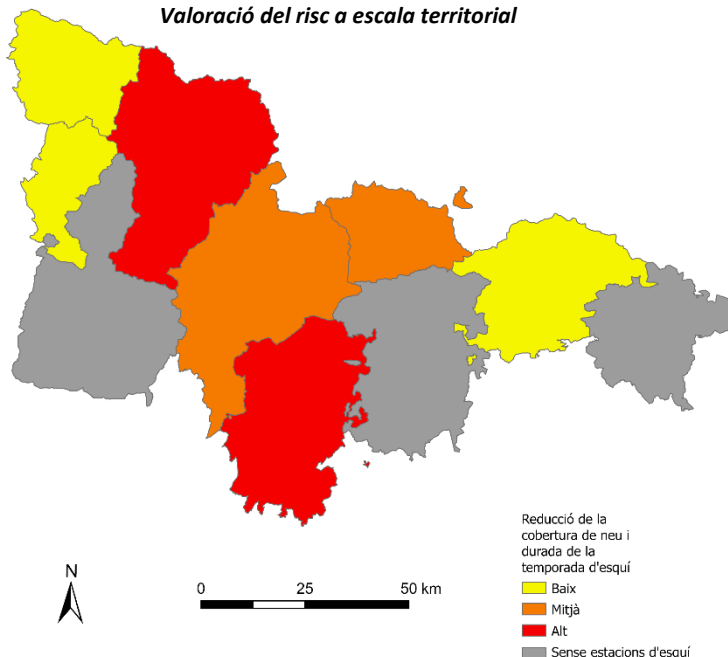 Valoració del risc a escala territorial
N
0 25 50 km
Reducció de la
cobertura de neu i
durada de la
temporada d'esquí
Baix
Mitjà
Alt
Sense estacions d'esquí